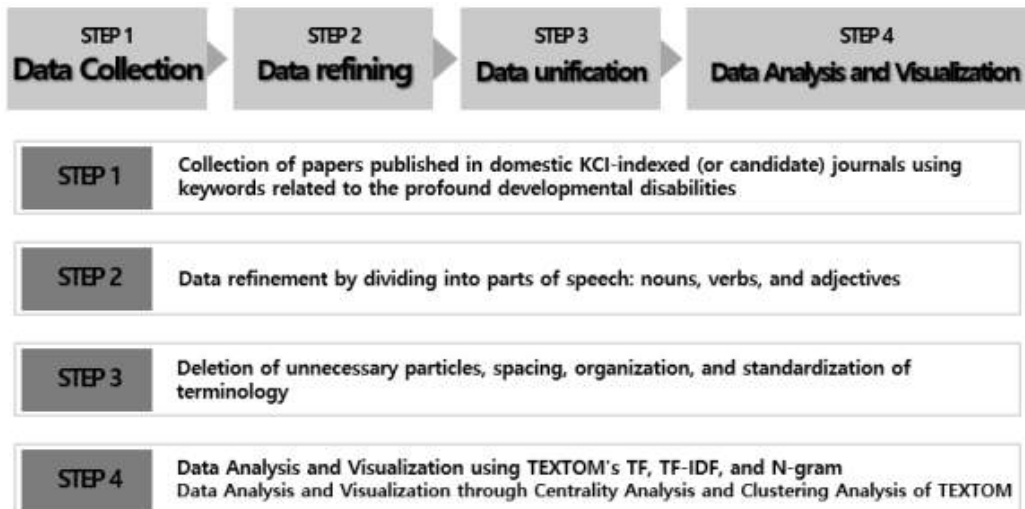 STEP 1
Data Collection
STEP 2
Data refining
STEP 3
Data unification
STEP 4
Data Analysis and Visualization
STEP 1
Collection of papers published in domestic KCI-indexed (or candidate) journals using
keywords related to the profound developmental disabilities
STEP 2
Data refinement by dividing into parts of speech: nouns, verbs, and adjectives
STEP 3
Deletion of unnecessary particles, spacing, organization, and standardization of
terminology
STEP 4
Data Analysis and Visualization using TEXTOM's TF, TF-IDF, and N-gram
Data Analysis and Visualization through Centrality Analysis and Clustering Analysis of TEXTOM